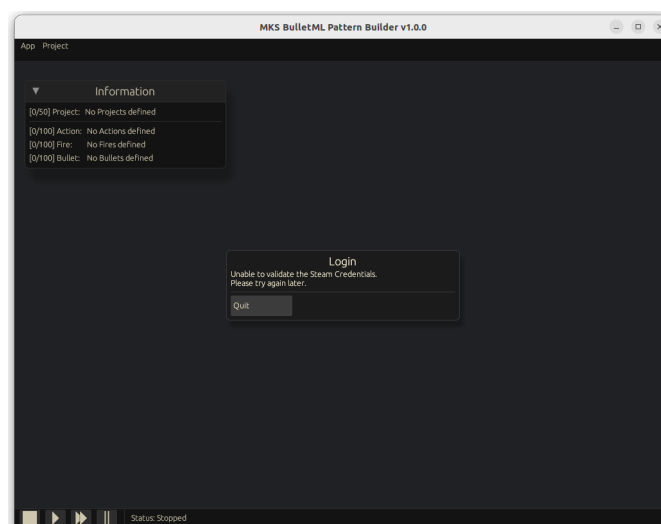 MKS BulletML Pattern Builder v1.0.0
App Project
Information
[0/50] Project: No Projects defined
[0/100] Action: No Actions defined
[0/100] Fire: No Fires defined
[0/100] Bullet: No Bullets defined
Login
Unable to validate the Steam Credentials.
Please try again later.
Quit
Status: Stopped